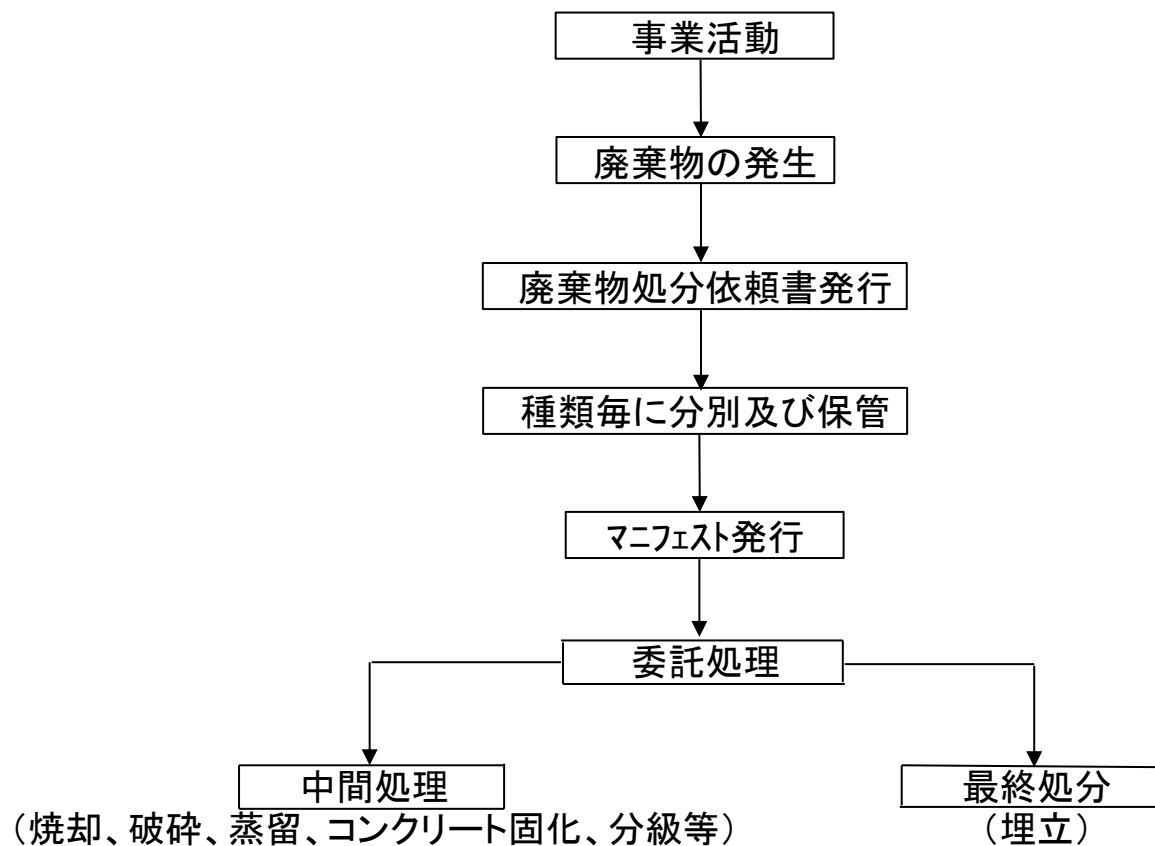 事業活動
廃棄物の発生
廃棄物処分依頼書発行
種類毎に分別及び保管
ﾏﾆﾌｪｽﾄ発行
委託処理
中間処理
（焼却、破砕、蒸留、コンクリート固化、分級等）
最終処分
（埋立）